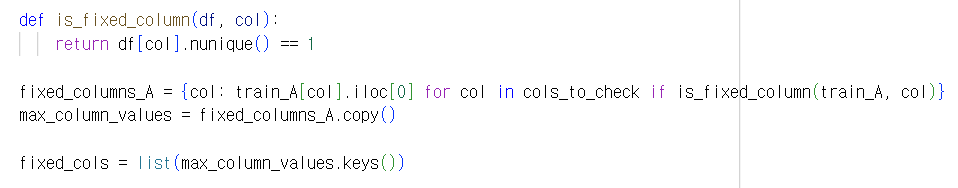 def is_fixed_column(df, col):
    return df[col].nunique() == 1
fixed_columns_A = {col: train_A[col].iloc[0] for col in cols_to_check if is_fixed_column(train_A, col)}
max_column_values = fixed_columns_A.copy()
fixed_cols = list(max_column_values.keys())